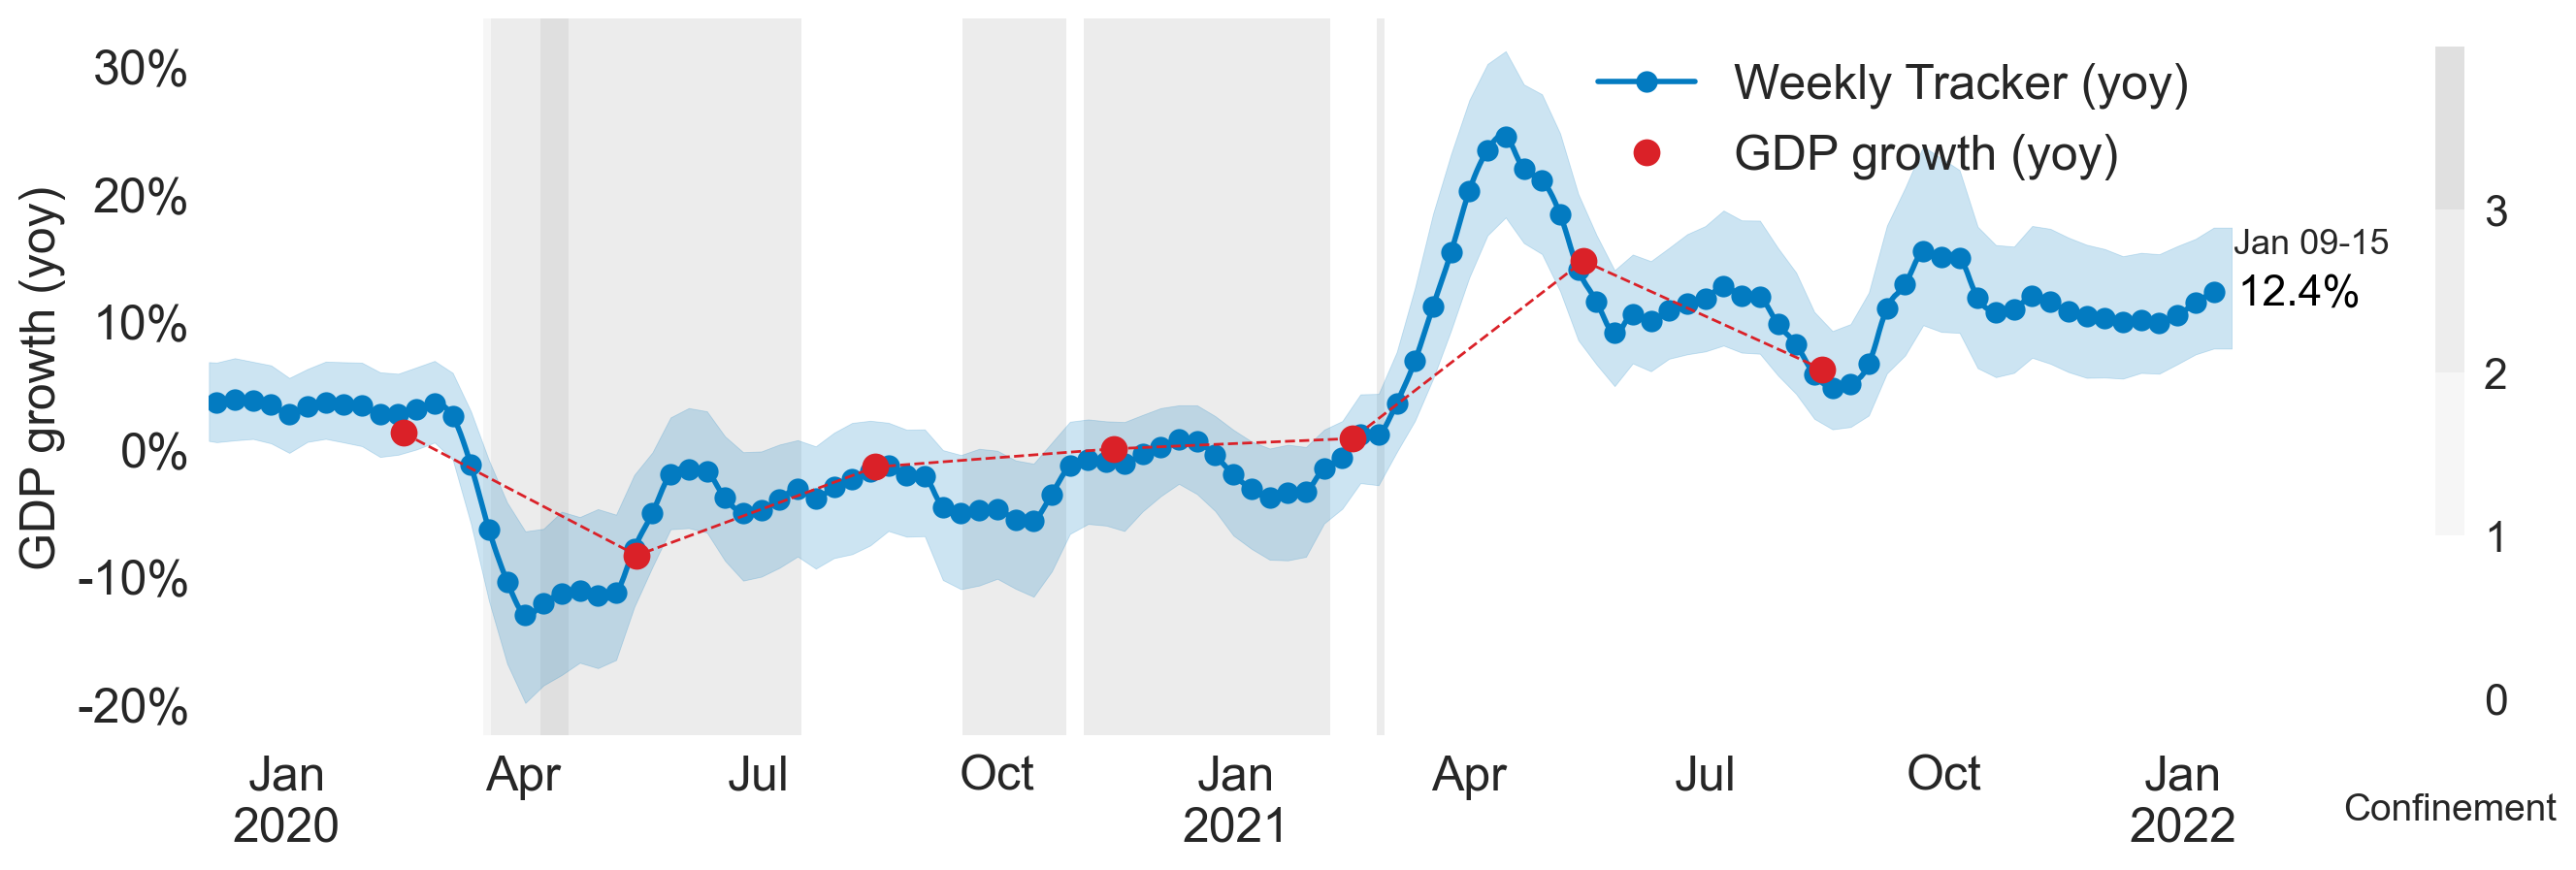 GDP growth (yoy)
30%
20%
10%
0%
-10%
-20%
Weekly Tracker (yoy)
GDP growth (yoy)
Jan 09-15
12.4%
3
2
1
0
Confinement
Jan Apr Jul Oct Jan Apr Jul Oct Jan
2020 2021 2022